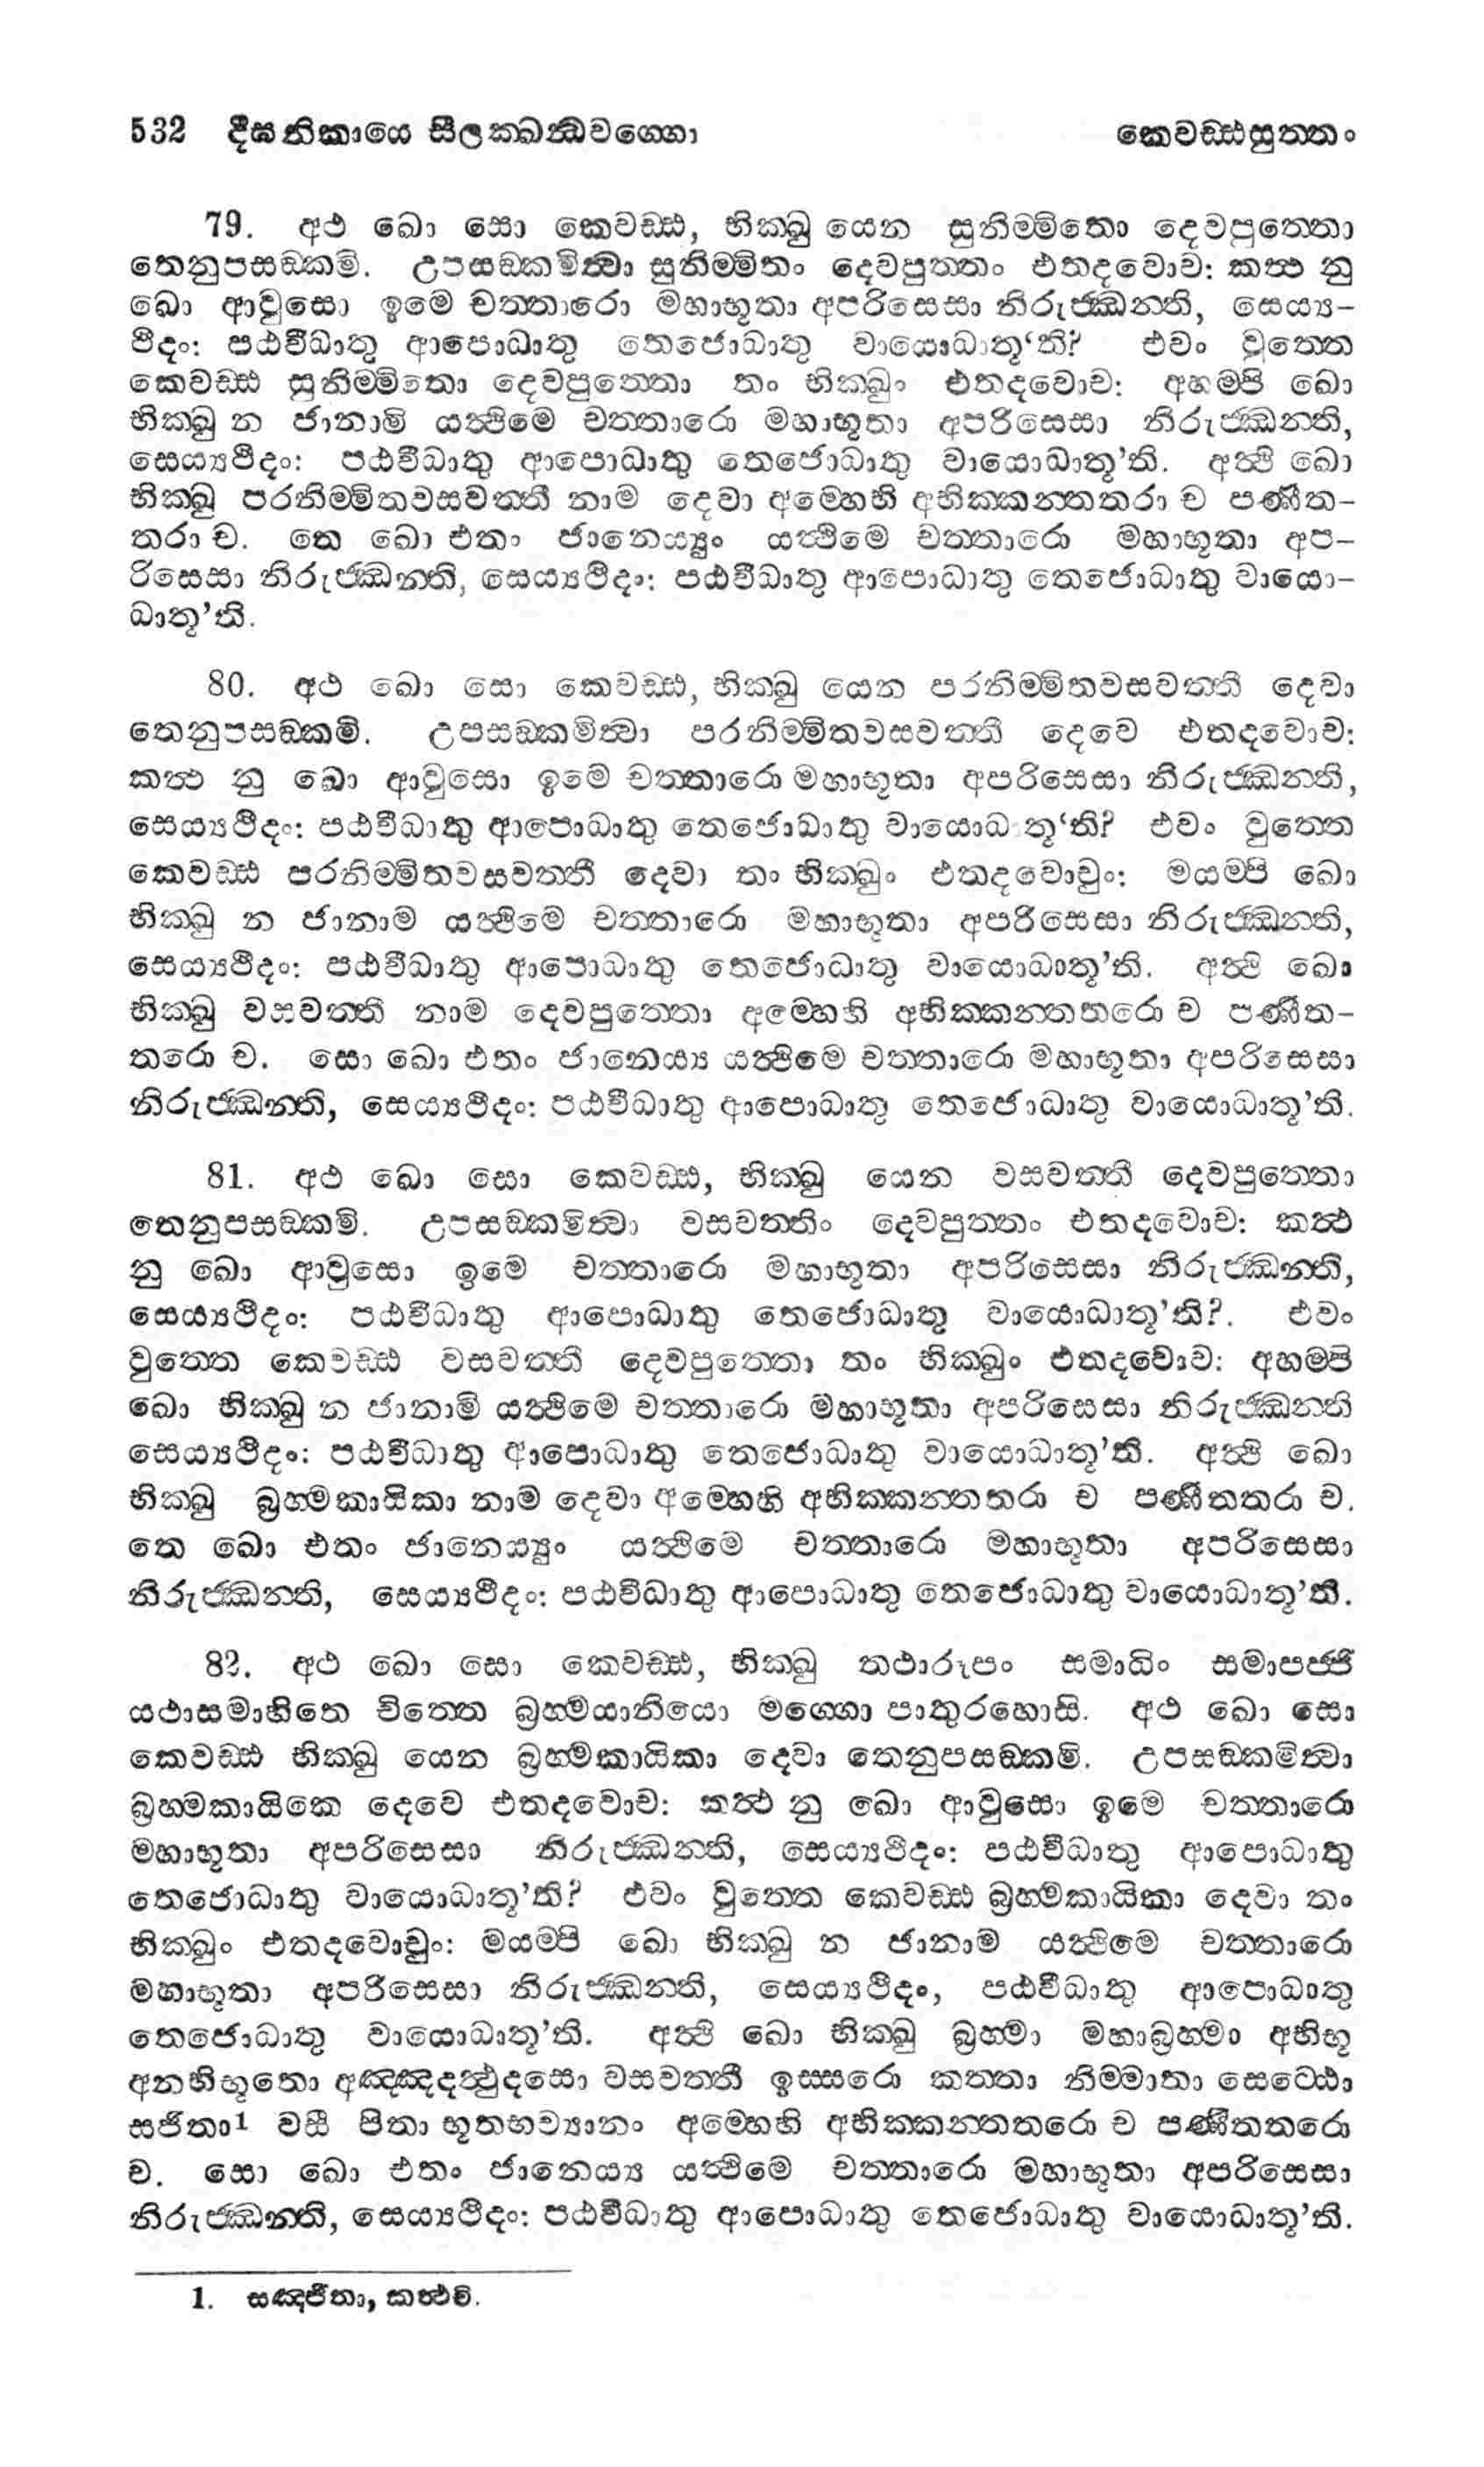 532 දීඝනිකායෙ සීලක්ඛන්ධවග්ගො කෙවඩ්ඪසුත්තං
79. අථ ඛො සො කෙවඩ්ඪ, භික්ඛු යෙන සුනිම්මිතො දෙවපුත්තො
තෙනුපසඞ්කමි. උපසඞ්කමිත්වා සුනිම්මිතං දෙවපුත්තං එතදවොච: කත්ථ නු
ඛො ආවුසො ඉමෙ චත්තාරො මහාභූතා අපරිසෙසා නිරුජ්ඣන්ති, සෙය්‍ය-
ථීදං: පඨවීධාතු ආපොධාතු තෙජොධාතු වායොධාතූ‘ති? එවං වුත්තෙ
කෙවඩ්ඪ සුනිම්මිතො දෙවපුත්තො තං භික්ඛුං එතදවොච: අහම්පි ඛො
භික්ඛු න ජානාමි යත්ථිමෙ චත්තාරො මහාභූතා අපරිසෙසා නිරුජ්ඣන්ති,
සෙය්‍යථීදං: පඨවීධාතු ආපොධාතු තෙජොධාතු වායොධාතූ’ති. අත්ථි ඛො
භික්ඛු පරනිම්මිතවසවත්තී නාම දෙවා අම්හෙහි අභික්කන්තතරා ච පණීත-
තරා ච. තෙ ඛො එතං ජානෙය්‍යුං යත්ථිමෙ චත්තාරො මහාභූතා අප-
රිසෙසා නිරුජ්ඣන්ති, සෙය්‍යථීදං: පඨවීධාතු ආපොධාතු තෙජොධාතු වායො-
ධාතූ’ති.
80. අථ ඛො සො කෙවඩ්ඪ, භික්ඛු යෙන පරනිම්මිතවසවත්තී දෙවා
තෙනුපසඞ්කමි. උපසඞ්කමිත්වා පරනිම්මිතවසවත්තී දෙවෙ එතදවොච:
කත්ථ නු ඛො ආවුසො ඉමෙ චත්තාරො මහාභූතා අපරිසෙසා නිරුජ්ඣන්ති,
සෙය්‍යථීදං: පඨවීධාතු ආපොධාතු තෙජොධාතු වායොධාතූ‘ති? එවං වුත්තෙ
කෙවඩ්ඪ පරනිම්මිතවසවත්තී දෙවා තං භික්ඛුං එතදවොචුං: මයම්පි ඛො
භික්ඛු න ජානාම යත්ථිමෙ චත්තාරො මහාභූතා අපරිසෙසා නිරුජ්ඣන්ති,
සෙය්‍යථීදං: පඨවීධාතු ආපොධාතු තෙජොධාතු වායොධාතූ’ති. අත්ථි ඛො
භික්ඛු වසවත්තී නාම දෙවපුත්තො අම්හෙහි අභික්කන්තතරො ච පණීත-
තරො ච. සො ඛො එතං ජානෙය්‍ය යත්ථිමෙ චත්තාරො මහාභූතා අපරිසෙසා
නිරුජ්ඣන්ති, සෙය්‍යථීදං: පඨවීධාතු ආපොධාතු තෙජොධාතු වායොධාතූ’ති.
81. අථ ඛො සො කෙවඩ්ඪ, භික්ඛු යෙන වසවත්තී දෙවපුත්තො
තෙනුපසඞ්කමි. උපසඞ්කමිත්වා වසවත්තිං දෙවපුත්තං එතදවොච: කත්ථ
නු ඛො ආවුසො ඉමෙ චත්තාරො මහාභූතා අපරිසෙසා නිරුජ්ඣන්ති,
සෙය්‍යථීදං: පඨවීධාතු ආපොධාතු තෙජොධාතු වායොධාතූ’ති?. එවං
වුත්තෙ කෙවඩ්ඪ වසවත්තී දෙවපුත්තො තං භික්ඛුං එතදවොච: අහම්පි
ඛො භික්ඛු න ජානාමි යත්ථිමෙ චත්තාරො මහාභූතා අපරිසෙසා නිරුජ්ඣන්ති
සෙය්‍යථීදං: පඨවීධාතු ආපොධාතු තෙජොධාතු වායොධාතූ’ති. අත්ථි ඛො
භික්ඛු බ්‍රහ්මකායිකා නාම දෙවා අම්හෙහි අභික්කන්තතරා ච පණීතතරා ච.
තෙ ඛො එතං ජානෙය්‍යුං යත්ථිමෙ චත්තාරො මහාභූතා අපරිසෙසා
නිරුජ්ඣන්ති, සෙය්‍යථීදං: පඨවීධාතු ආපොධාතු තෙජොධාතු වායොධාතූ’ති.
82. අථ ඛො සො කෙවඩ්ඪ, භික්ඛු තථාරූපං සමාධිං සමාපජ්ජි
යථාසමාහිතෙ චිත්තෙ බ්‍රහ්මයානියො මග්ගො පාතුරහොසි. අථ ඛො සො
කෙවඩ්ඪ භික්ඛු යෙන බ්‍රහ්මකායිකා දෙවා තෙනුපසඞ්කමි. උපසඞ්කමිත්වා
බ්‍රහ්මකායිකෙ දෙවෙ එතදවොච: කත්ථ නු ඛො ආවුසො ඉමෙ චත්තාරො
මහාභූතා අපරිසෙසා නිරුජ්ඣන්ති, සෙය්‍යථීදං: පඨවීධාතු ආපොධාතු
තෙජොධාතු වායොධාතූ’ති? එවං වුත්තෙ කෙවඩ්ඪ බ්‍රහ්මකායිකා දෙවා තං
භික්ඛුං එතදවොචුං: මයම්පි ඛො භික්ඛු න ජානාම යත්ථිමෙ චත්තාරො
මහාභූතා අපරිසෙසා නිරුජ්ඣන්ති, සෙය්‍යථීදං, පඨවීධාතු ආපොධාතු
තෙජොධාතු වායොධාතූ’ති. අත්ථි ඛො භික්ඛු බ්‍රහ්මා මහාබ්‍රහ්මා අභිභූ
අනභිභූතො අඤ්ඤදත්ථුදසො වසවත්තී ඉස්සරො කත්තා නිම්මාතා සෙට්ඨො
සජිතා¹ වසී පිතා භූතභව්‍යානං අම්හෙහි අභික්කන්තතරො ච පණීතතරො
ච. සො ඛො එතං ජානෙය්‍ය යත්ථිමෙ චත්තාරො මහාභූතා අපරිසෙසා
නිරුජ්ඣන්ති, සෙය්‍යථීදං: පඨවීධාතු ආපොධාතු තෙජොධාතු වායොධාතූ’ති.
1. සඤ්ජිතා, කත්ථචි.